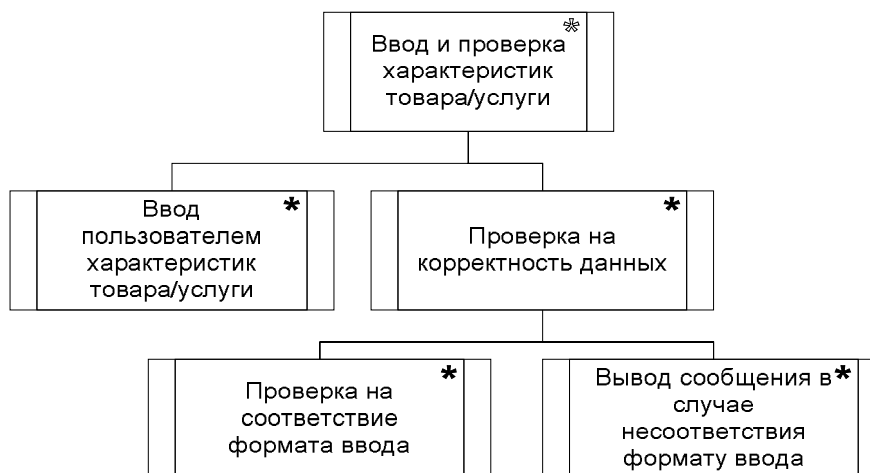 Ввод и проверка *
характеристик
товара/услуги
Ввод *
пользователем
характеристик
товара/услуги
*
Проверка на
корректность данных
*
Проверка на
соответствие
формата ввода
Вывод сообщения в *
случае
несоответствия
формату ввода